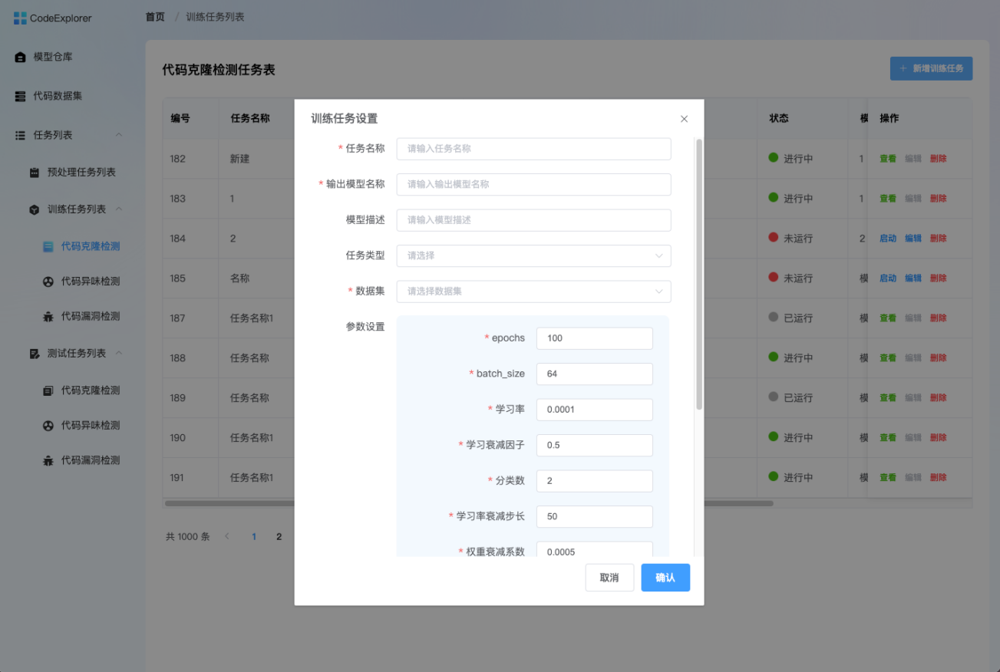 CodeExplorer
首页 / 训练任务列表
模型仓库
代码数据集
任务列表
预处理任务列表
训练任务列表
代码克隆检测
代码异味检测
代码漏洞检测
测试任务列表
代码克隆检测
代码异味检测
代码漏洞检测
代码克隆检测任务表
+ 新增训练任务
编号 任务名称 状态 模 操作
182 新建 进行中 1 查看 编辑 删除
183 1 进行中 1 查看 编辑 删除
184 2 未运行 2 启动 编辑 删除
185 名称 未运行 模 启动 编辑 删除
187 任务名称1 已运行 模 查看 编辑 删除
188 任务名称 进行中 模 查看 编辑 删除
189 任务名称 已运行 模 查看 编辑 删除
190 任务名称1 进行中 模 查看 编辑 删除
191 任务名称1 进行中 模 查看 编辑 删除
共 1000 条 1 2
训练任务设置
* 任务名称 请输入任务名称
* 输出模型名称 请输入输出模型名称
模型描述 请输入模型描述
任务类型 请选择
* 数据集 请选择数据集
参数设置
* epochs 100
* batch_size 64
* 学习率 0.0001
* 学习衰减因子 0.5
* 分类数 2
* 学习率衰减步长 50
* 权重衰减系数 0.0005
取消 确认